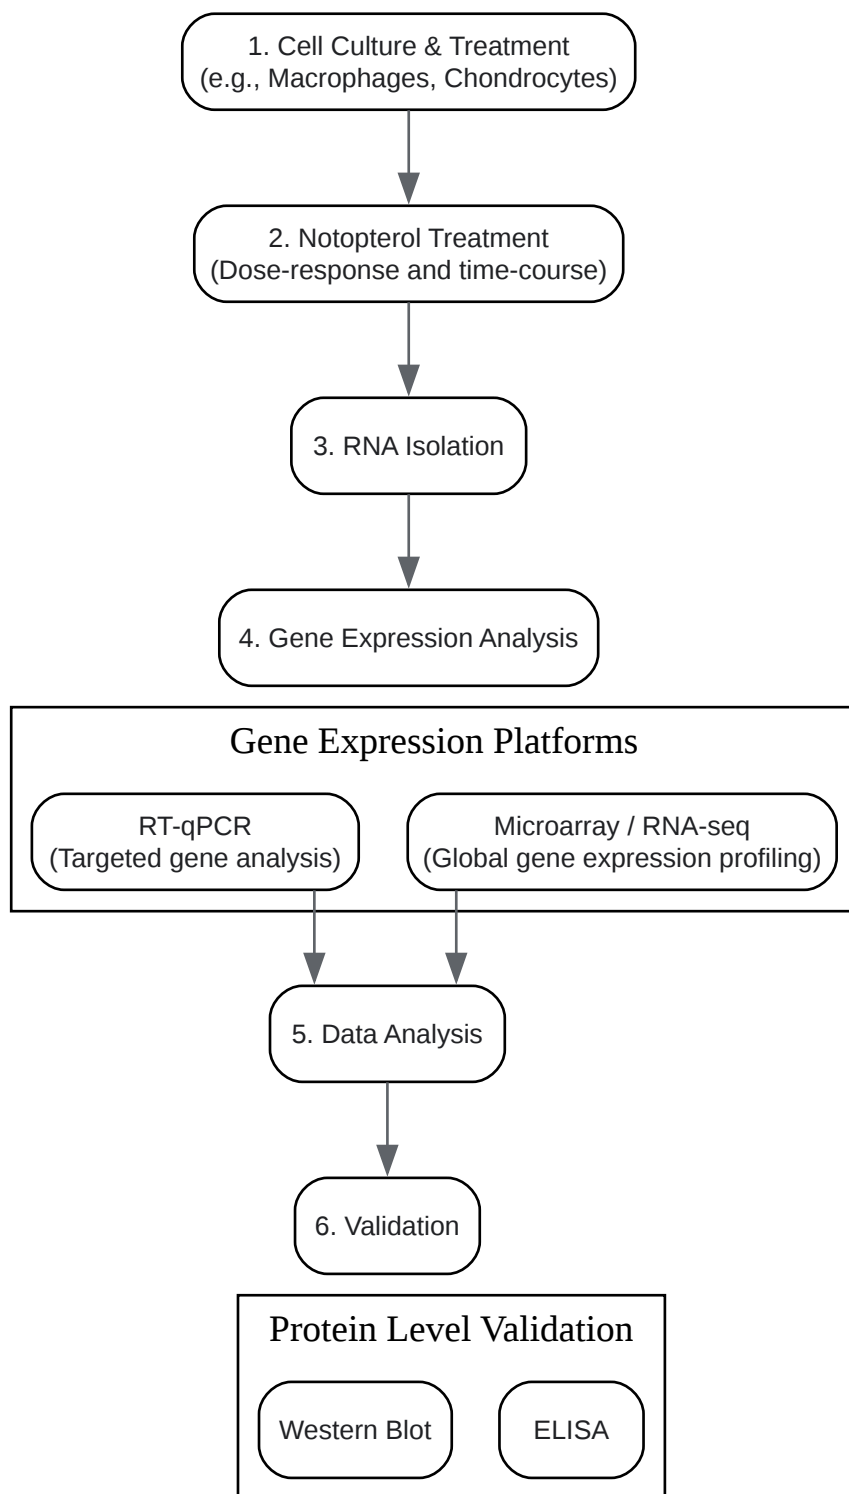 1. Cell Culture & Treatment
(e.g., Macrophages, Chondrocytes)
2. Notopterol Treatment
(Dose-response and time-course)
3. RNA Isolation
4. Gene Expression Analysis
Gene Expression Platforms
RT-qPCR
(Targeted gene analysis)
Microarray / RNA-seq
(Global gene expression profiling)
5. Data Analysis
6. Validation
Protein Level Validation
Western Blot
ELISA